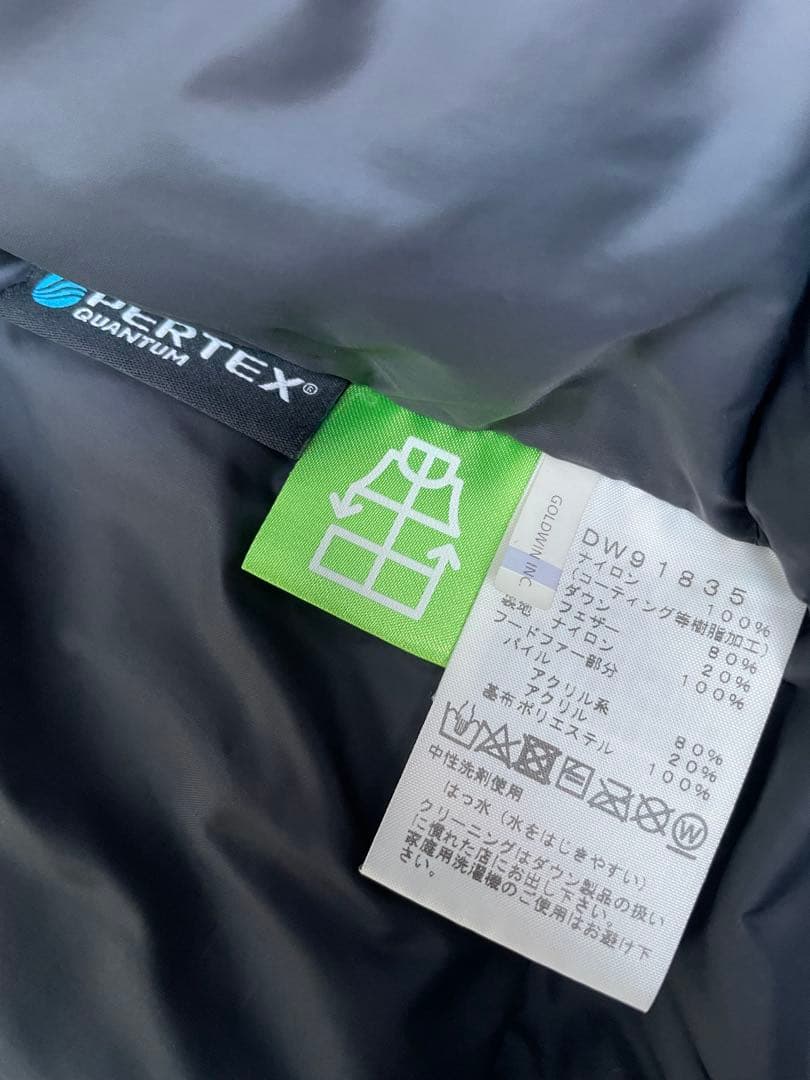 PERTEX®
QUANTUM
GOLDWIN INC.
DW91835
ナイロン 100%
(コーティング等樹脂加工)
ダウン 80%
フェザー 20%
裏地 ナイロン 100%
フードファー部分
パイル
アクリル系 80%
アクリル 20%
基布ポリエステル 100%
W
中性洗剤使用
はっ水(水をはじきやすい)
クリーニングはダウン製品の扱い
に慣れた店にお出し下さい。
家庭用洗濯機のご使用はお避け下
さい。